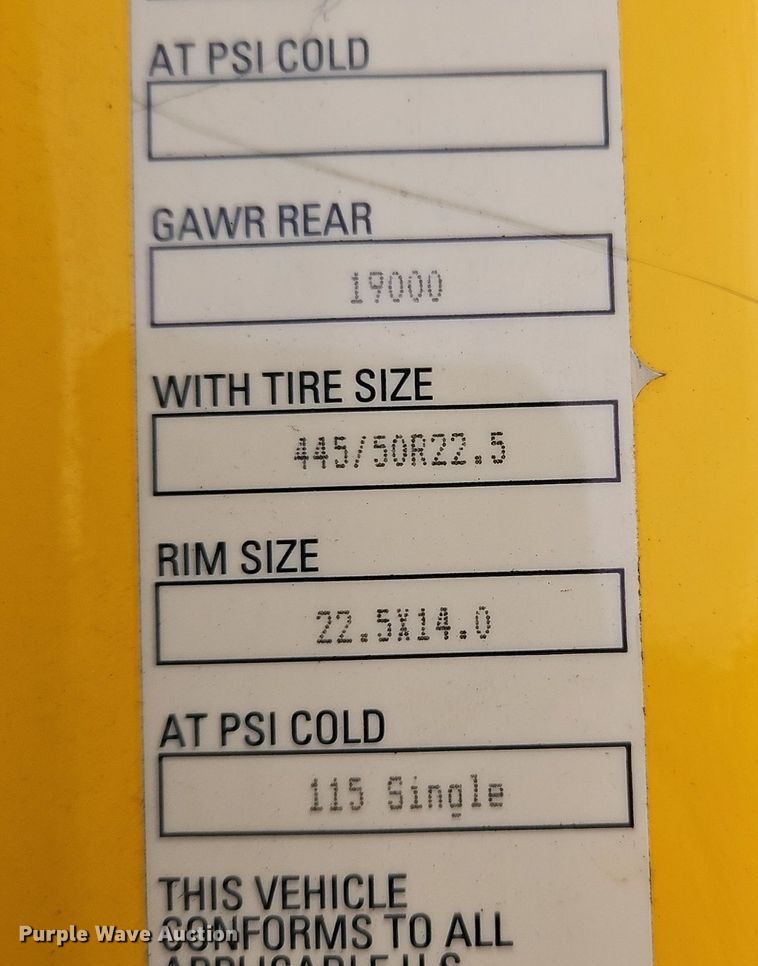 AT PSI COLD
GAWR REAR
19000
WITH TIRE SIZE
445/50R22.5
RIM SIZE
22.5X14.0
AT PSI COLD
115 Single
THIS VEHICLE
CONFORMS TO ALL
APPLICABLE U.S.
Purple Wave Auction